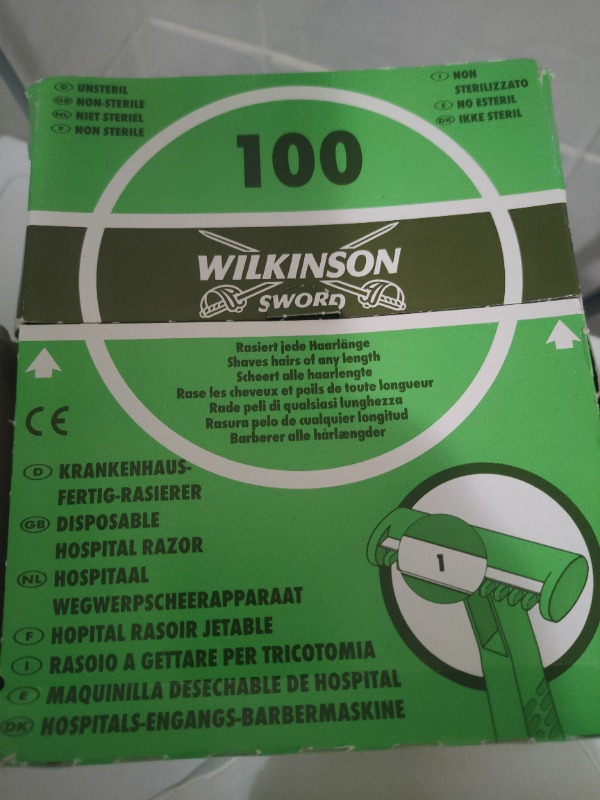 D UNSTERIL
GB NON-STERILE
NL NIET STERIEL
F NON STERILE
I NON
STERILIZZATO
E NO ESTERIL
DK IKKE STERIL
100
WILKINSON
SWORD
Rasiert jede Haarlänge
Shaves hairs of any length
Scheert alle haarlengte
Rase les cheveux et poils de toute longueur
Rade peli di qualsiasi lunghezza
Rasura pelo de cualquier longitud
Barberer alle hårlængder
CE
D KRANKENHAUS-
FERTIG-RASIERER
GB DISPOSABLE
HOSPITAL RAZOR
NL HOSPITAAL
WEGWERPSCHEERAPPARAAT
F HOPITAL RASOIR JETABLE
I RASOIO A GETTARE PER TRICOTOMIA
E MAQUINILLA DESECHABLE DE HOSPITAL
DK HOSPITALS-ENGANGS-BARBERMASKINE
1